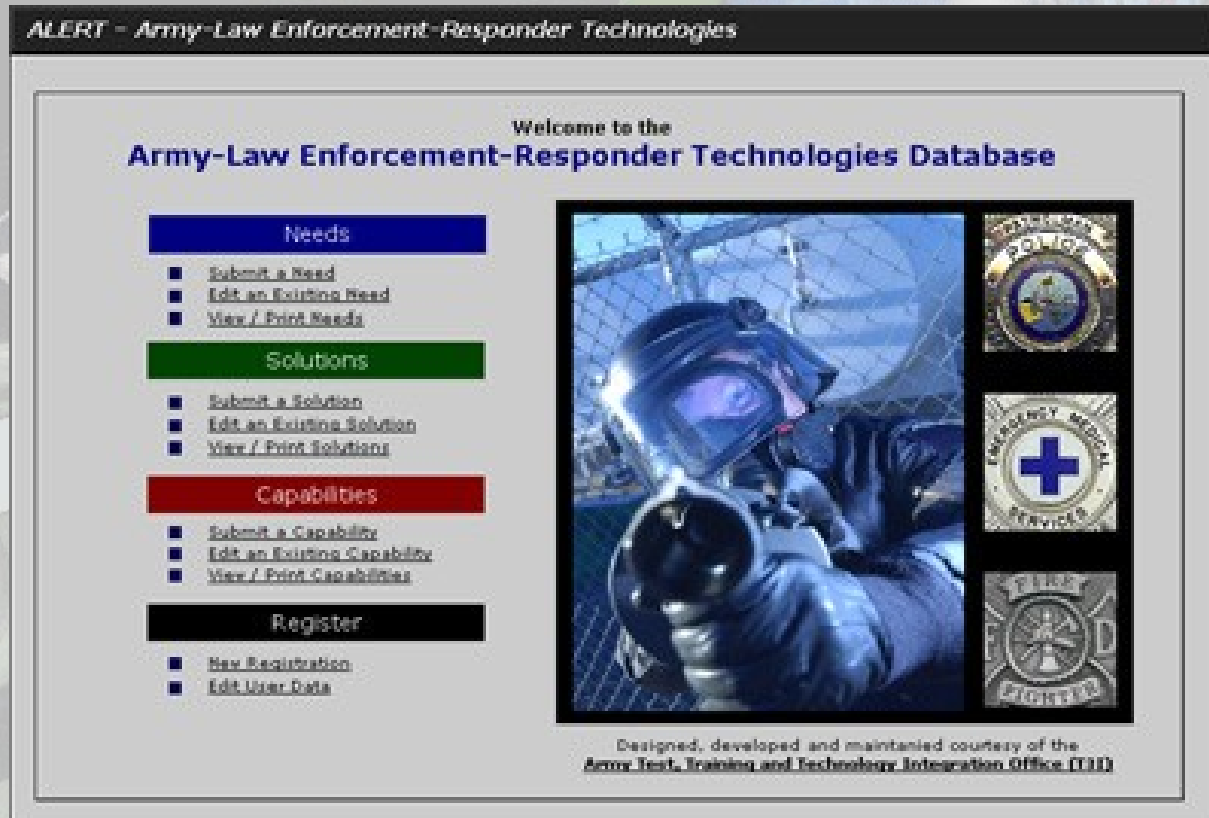 ALERT - Army-Law Enforcement-Responder Technologies
Welcome to the
Army-Law Enforcement-Responder Technologies Database
Needs
Submit a Need
Edit an Existing Need
View / Print Needs
Solutions
Submit a Solution
Edit an Existing Solution
View / Print Solutions
Capabilities
Submit a Capability
Edit an Existing Capability
View / Print Capabilities
Register
New Registration
Edit User Data
POLICE
EMERGENCY MEDICAL
SERVICES
FIRE
F D
FIGHTER
Designed, developed and maintanied courtesy of the
Army Test, Training and Technology Integration Office (T3I)